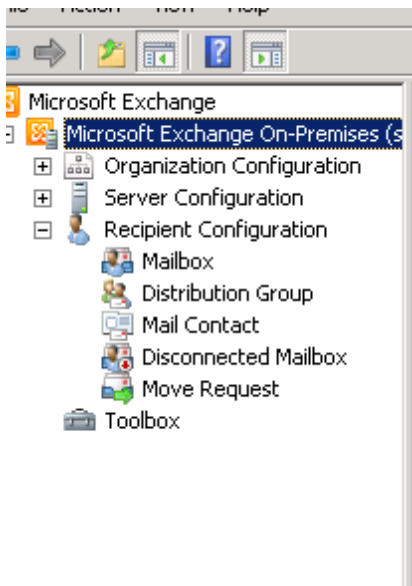 Microsoft Exchange
Microsoft Exchange On-Premises (s
Organization Configuration
Server Configuration
Recipient Configuration
Mailbox
Distribution Group
Mail Contact
Disconnected Mailbox
Move Request
Toolbox